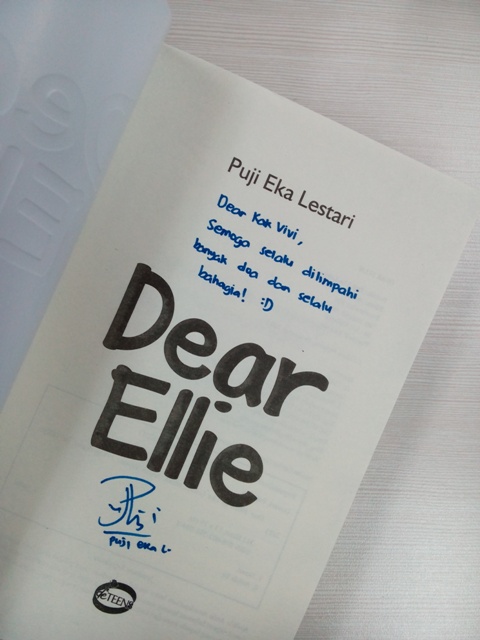 Puji Eka Lestari
Dear Kak Vivi,
Semoga selalu dilimpahi
banyak doa dan selalu
bahagia! :D
Dear
Ellie
Puji
Puji Eka L.
deTEENS